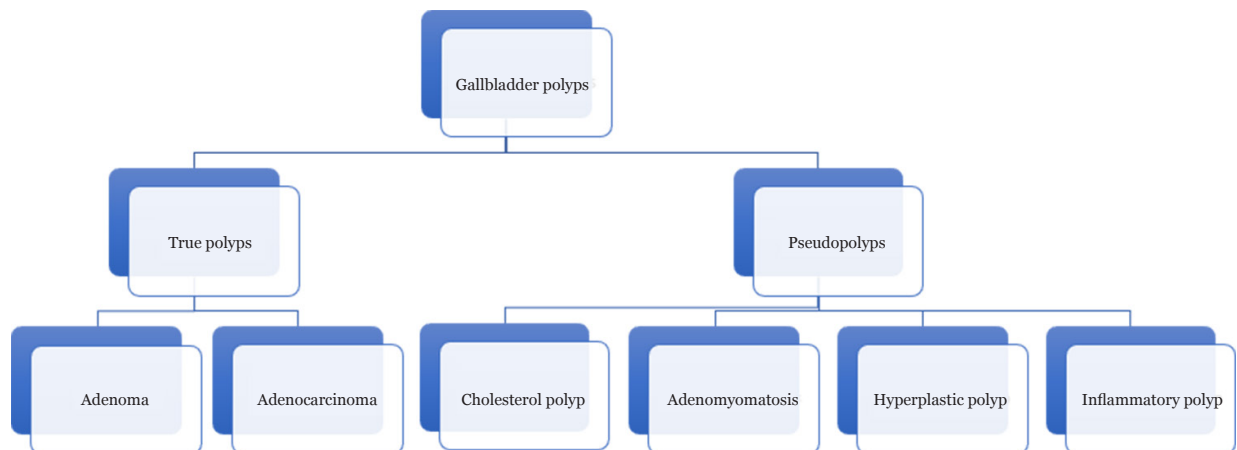 Gallbladder polyps
True polyps
Pseudopolyps
Adenoma
Adenocarcinoma
Cholesterol polyp
Adenomyomatosis
Hyperplastic polyp
Inflammatory polyp